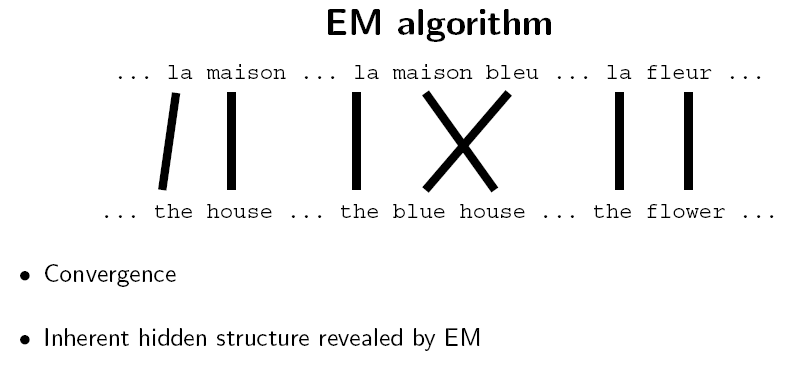 EM algorithm
... la maison ... la maison bleu ... la fleur ...
... the house ... the blue house ... the flower ...
• Convergence
• Inherent hidden structure revealed by EM